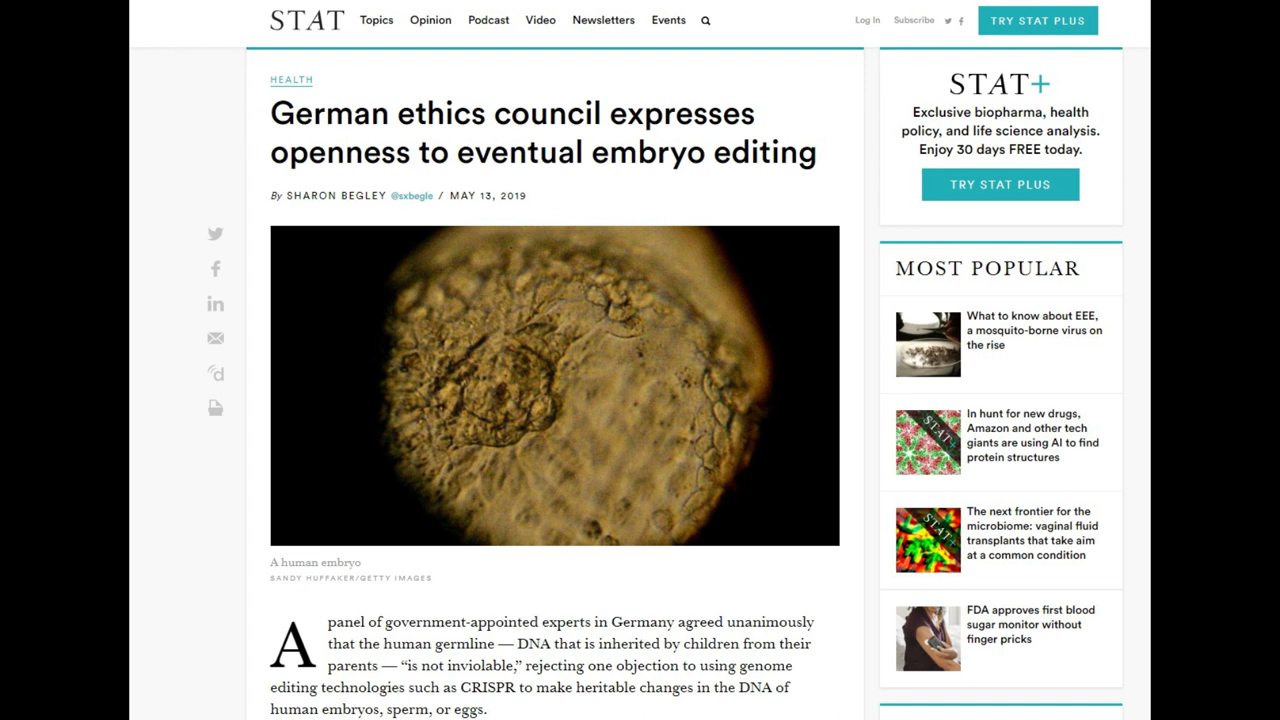 STAT Topics Opinion Podcast Video Newsletters Events Log In Subscribe TRY STAT PLUS
HEALTH
German ethics council expresses
openness to eventual embryo editing
By SHARON BEGLEY @sxbegle / MAY 13, 2019
A human embryo
SANDY HUFFAKER/GETTY IMAGES
A panel of government-appointed experts in Germany agreed unanimously
that the human germline — DNA that is inherited by children from their
parents — “is not inviolable,” rejecting one objection to using genome
editing technologies such as CRISPR to make heritable changes in the DNA of
human embryos, sperm, or eggs.
STAT+
Exclusive biopharma, health
policy, and life science analysis.
Enjoy 30 days FREE today.
TRY STAT PLUS
MOST POPULAR
What to know about EEE,
a mosquito-borne virus on
the rise
STAT+
In hunt for new drugs,
Amazon and other tech
giants are using AI to find
protein structures
STAT+
The next frontier for the
microbiome: vaginal fluid
transplants that take aim
at a common condition
FDA approves first blood
sugar monitor without
finger pricks